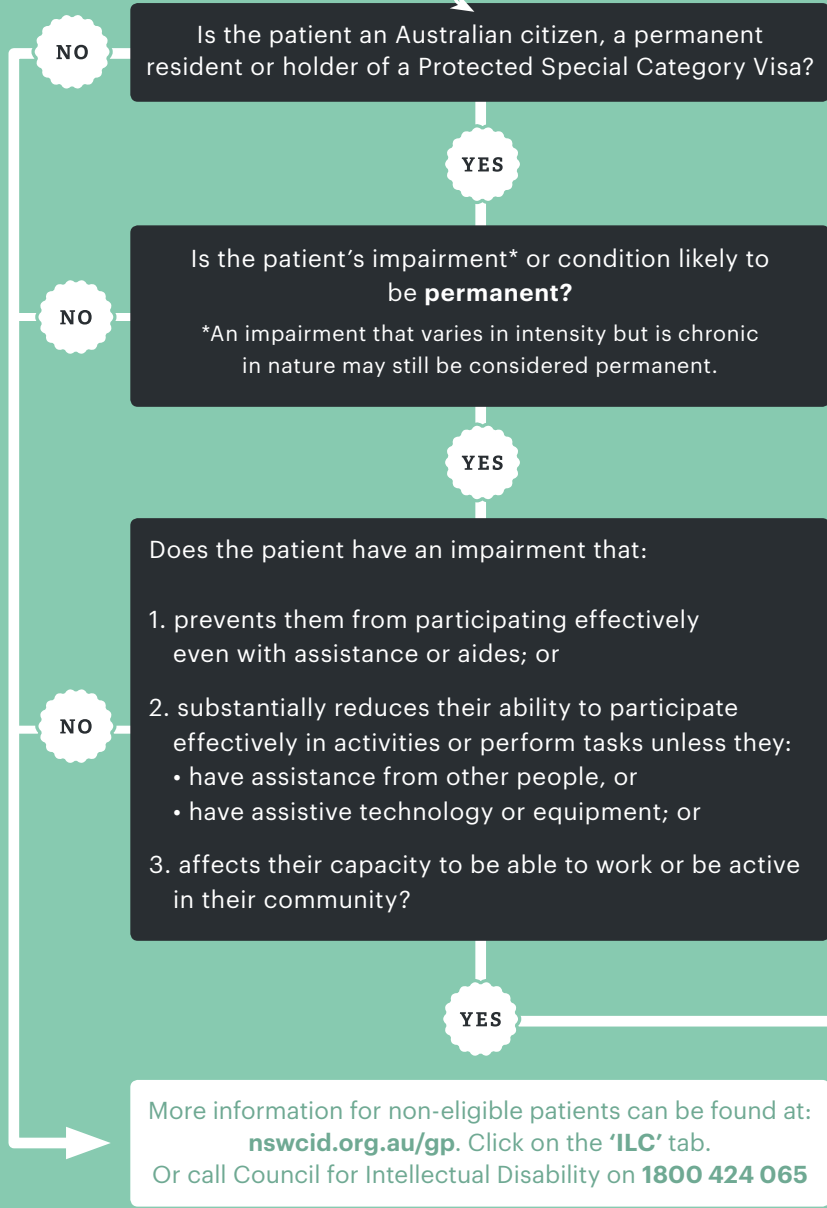 Is the patient an Australian citizen, a permanent
resident or holder of a Protected Special Category Visa?
NO
YES
Is the patient’s impairment* or condition likely to
be permanent?
*An impairment that varies in intensity but is chronic
in nature may still be considered permanent.
NO
YES
Does the patient have an impairment that:
1. prevents them from participating effectively
even with assistance or aides; or
2. substantially reduces their ability to participate
effectively in activities or perform tasks unless they:
• have assistance from other people, or
• have assistive technology or equipment; or
3. affects their capacity to be able to work or be active
in their community?
NO
YES
More information for non-eligible patients can be found at:
nswcid.org.au/gp. Click on the ‘ILC’ tab.
Or call Council for Intellectual Disability on 1800 424 065